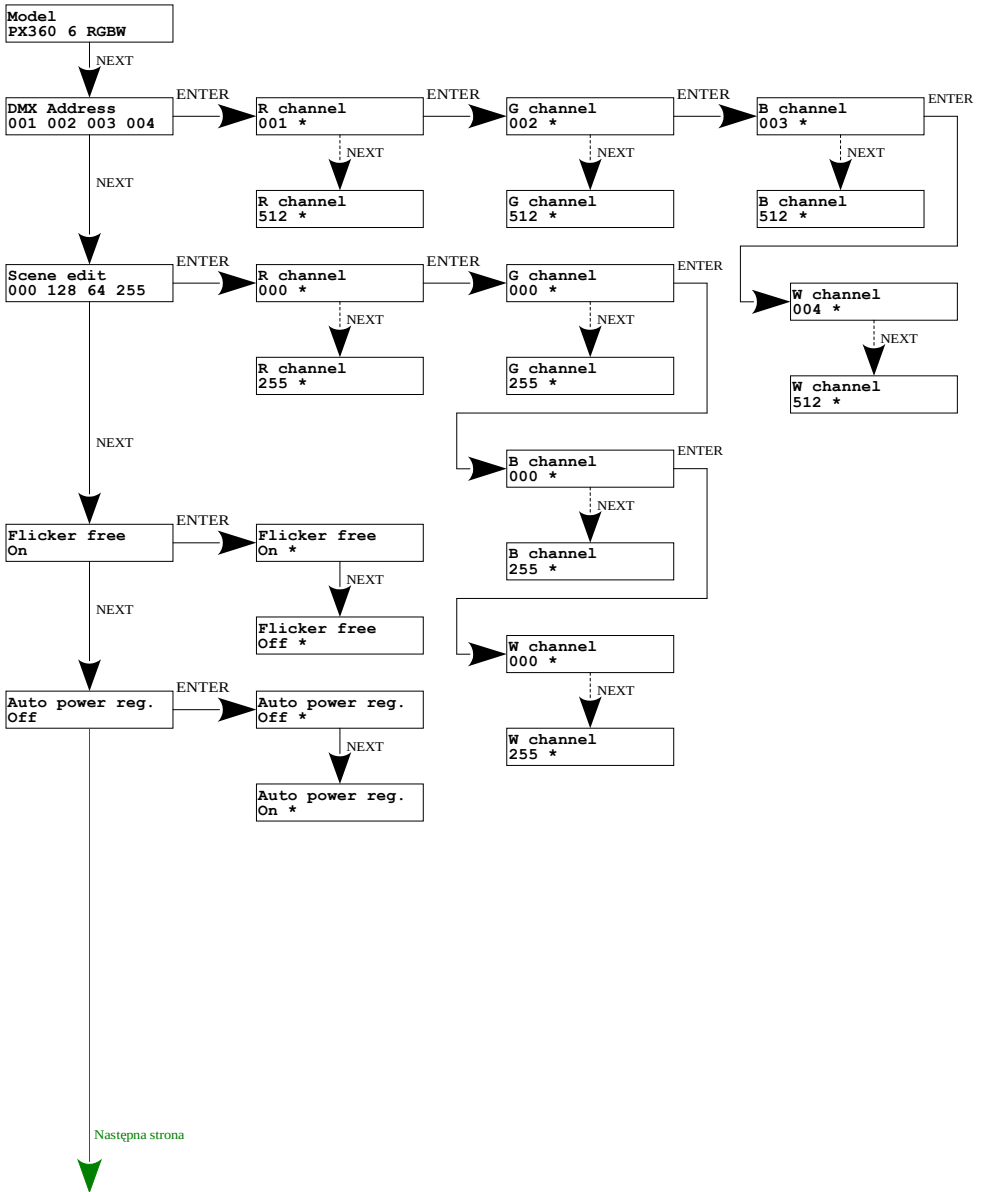 Model
PX360 6 RGBW
NEXT
DMX Address
001 002 003 004
ENTER
R channel
001 *
ENTER
G channel
002 *
ENTER
B channel
003 *
ENTER
NEXT
NEXT
NEXT
NEXT
R channel
512 *
G channel
512 *
B channel
512 *
Scene edit
000 128 64 255
ENTER
R channel
000 *
ENTER
G channel
000 *
ENTER
W channel
004 *
NEXT
NEXT
NEXT
R channel
255 *
G channel
255 *
W channel
512 *
NEXT
B channel
000 *
ENTER
NEXT
Flicker free
On
ENTER
Flicker free
On *
B channel
255 *
NEXT
NEXT
Flicker free
Off *
W channel
000 *
NEXT
Auto power reg.
Off
ENTER
Auto power reg.
Off *
W channel
255 *
NEXT
Auto power reg.
On *
Następna strona